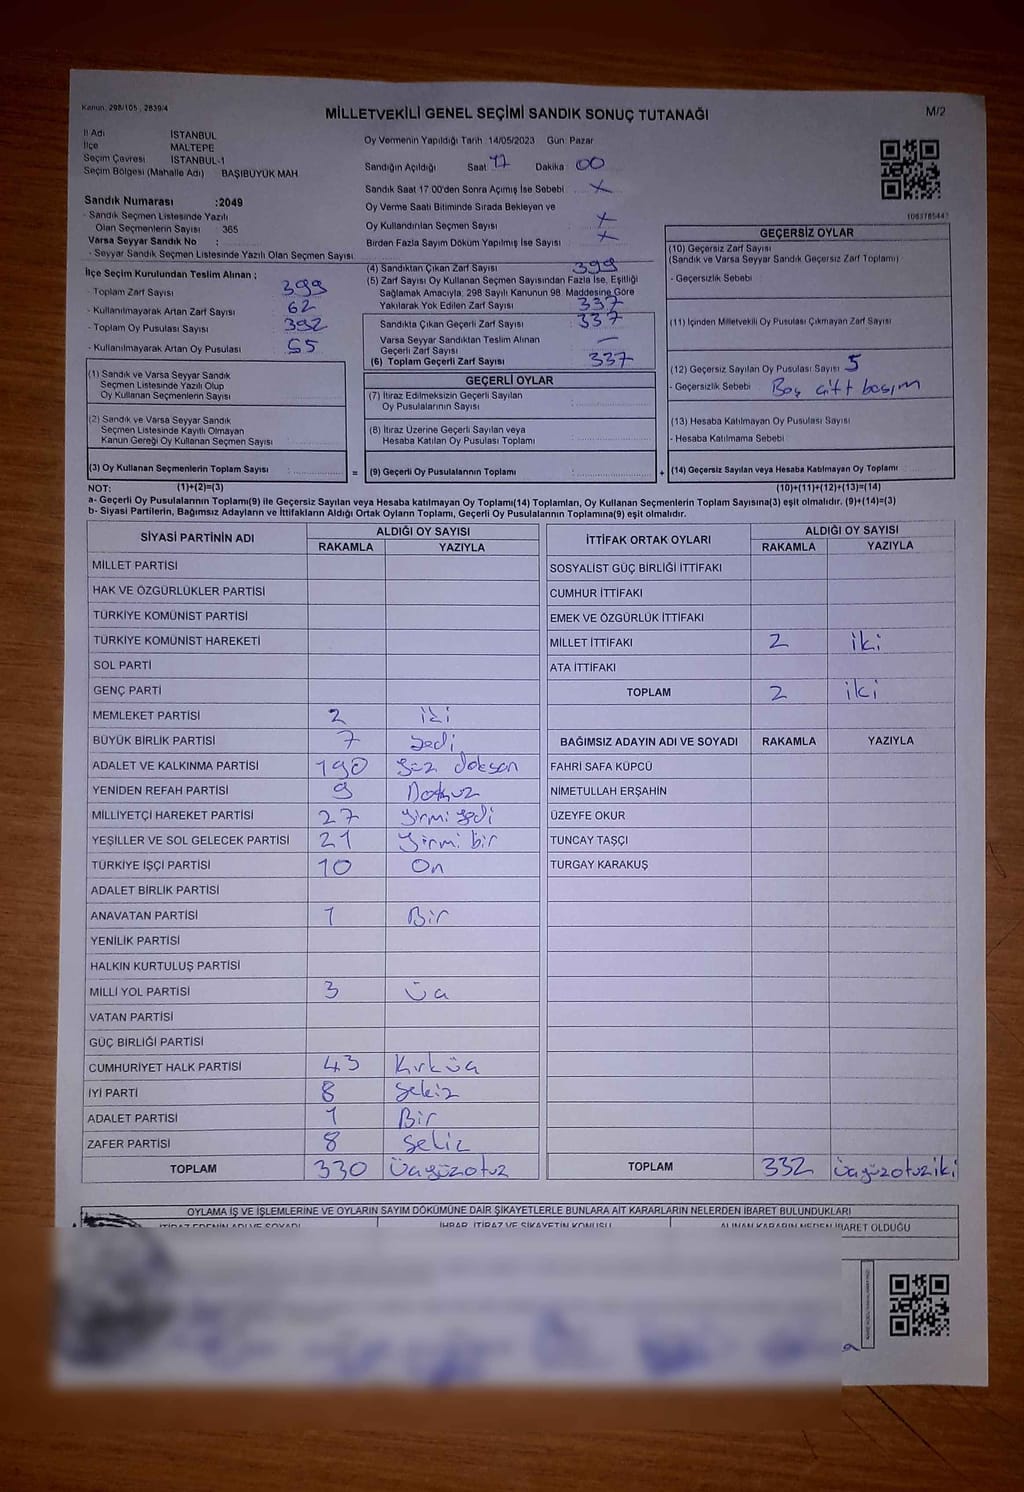 Kanun: 298/105 , 2839/4
MİLLETVEKİLİ GENEL SEÇİMİ SANDIK SONUÇ TUTANAĞI
M/2
İl Adı İSTANBUL
İlçe MALTEPE
Seçim Çevresi İSTANBUL-1
Seçim Bölgesi (Mahalle Adı) BAŞIBÜYÜK MAH
Oy Vermenin Yapıldığı Tarih 14/05/2023 Gün Pazar
Sandığın Açıldığı Saat 17 Dakika 00
Sandık Saat 17 00'den Sonra Açımış İse Sebebi X
Oy Verme Saati Bitiminde Sırada Bekleyen ve
Oy Kullandırılan Seçmen Sayısı X
Birden Fazla Sayım Döküm Yapılmış İse Sayısı X
Sandık Numarası :2049
- Sandık Seçmen Listesinde Yazılı
Olan Seçmenlerin Sayısı 365
Varsa Seyyar Sandık No :
- Seyyar Sandık Seçmen Listesinde Yazılı Olan Seçmen Sayısı
İlçe Seçim Kurulundan Teslim Alınan ;
- Toplam Zarf Sayısı 399
- Kullanılmayarak Artan Zarf Sayısı 62
- Toplam Oy Pusulası Sayısı 392
- Kullanılmayarak Artan Oy Pusulası 55
(4) Sandıktan Çıkan Zarf Sayısı 399
(5) Zarf Sayısı Oy Kullanan Seçmen Sayısından Fazla İse, Eşitliği
Sağlamak Amacıyla, 298 Sayılı Kanunun 98. Maddesine Göre
Yakılarak Yok Edilen Zarf Sayısı 337
Sandıkta Çıkan Geçerli Zarf Sayısı 337
Varsa Seyyar Sandıktan Teslim Alınan
Geçerli Zarf Sayısı —
(6) Toplam Geçerli Zarf Sayısı 337
GEÇERSİZ OYLAR
(10) Geçersiz Zarf Sayısı
(Sandık ve Varsa Seyyar Sandık Geçersiz Zarf Toplamı)
- Geçersizlik Sebebi
(11) İçinden Milletvekili Oy Pusulası Çıkmayan Zarf Sayısı
(12) Geçersiz Sayılan Oy Pusulası Sayısı 5
- Geçersizlik Sebebi Boş çift basım
(13) Hesaba Katılmayan Oy Pusulası Sayısı
- Hesaba Katılmama Sebebi
(14) Geçersiz Sayılan veya Hesaba Katılmayan Oy Toplamı
(10)+(11)+(12)+(13)=(14)
(1) Sandık ve Varsa Seyyar Sandık
Seçmen Listesinde Yazılı Olup
Oy Kullanan Seçmenlerin Sayısı
(2) Sandık ve Varsa Seyyar Sandık
Seçmen Listesinde Kayıtlı Olmayan
Kanun Gereği Oy Kullanan Seçmen Sayısı
(3) Oy Kullanan Seçmenlerin Toplam Sayısı =
GEÇERLİ OYLAR
(7) İtiraz Edilmeksizin Geçerli Sayılan
Oy Pusulalarının Sayısı
(8) İtiraz Üzerine Geçerli Sayılan veya
Hesaba Katılan Oy Pusulası Toplamı
(9) Geçerli Oy Pusulalarının Toplamı +
NOT: (1)+(2)=(3)
a- Geçerli Oy Pusulalarının Toplamı(9) ile Geçersiz Sayılan veya Hesaba katılmayan Oy Toplamı(14) Toplamları, Oy Kullanan Seçmenlerin Toplam Sayısına(3) eşit olmalıdır. (9)+(14)=(3)
b- Siyasi Partilerin, Bağımsız Adayların ve İttifakların Aldığı Ortak Oyların Toplamı, Geçerli Oy Pusulalarının Toplamına(9) eşit olmalıdır.
SİYASİ PARTİNİN ADI ALDIĞI OY SAYISI
RAKAMLA YAZIYLA
MİLLET PARTİSİ
HAK VE ÖZGÜRLÜKLER PARTİSİ
TÜRKİYE KOMÜNİST PARTİSİ
TÜRKİYE KOMÜNİST HAREKETİ
SOL PARTİ
GENÇ PARTİ
MEMLEKET PARTİSİ 2 iki
BÜYÜK BİRLİK PARTİSİ 7 yedi
ADALET VE KALKINMA PARTİSİ 190 yüz doksan
YENİDEN REFAH PARTİSİ 9 Dokuz
MİLLİYETÇİ HAREKET PARTİSİ 27 yirmi yedi
YEŞİLLER VE SOL GELECEK PARTİSİ 21 yirmi bir
TÜRKİYE İŞÇİ PARTİSİ 10 On
ADALET BİRLİK PARTİSİ
ANAVATAN PARTİSİ 1 Bir
YENİLİK PARTİSİ
HALKIN KURTULUŞ PARTİSİ
MİLLİ YOL PARTİSİ 3 üç
VATAN PARTİSİ
GÜÇ BİRLİĞİ PARTİSİ
CUMHURİYET HALK PARTİSİ 43 Kırküç
İYİ PARTİ 8 Sekiz
ADALET PARTİSİ 1 Bir
ZAFER PARTİSİ 8 Sekiz
TOPLAM 330 Üçyüzotuz
İTTİFAK ORTAK OYLARI ALDIĞI OY SAYISI
RAKAMLA YAZIYLA
SOSYALİST GÜÇ BİRLİĞİ İTTİFAKI
CUMHUR İTTİFAKI
EMEK VE ÖZGÜRLÜK İTTİFAKI
MİLLET İTTİFAKI 2 iki
ATA İTTİFAKI
TOPLAM 2 iki
BAĞIMSIZ ADAYIN ADI VE SOYADI RAKAMLA YAZIYLA
FAHRİ SAFA KÜPCÜ
NİMETULLAH ERŞAHİN
ÜZEYFE OKUR
TUNCAY TAŞÇI
TURGAY KARAKUŞ
TOPLAM 332 Üçyüzotuziki
OYLAMA İŞ VE İŞLEMLERİNE VE OYLARIN SAYIM DÖKÜMÜNE DAİR ŞİKAYETLERLE BUNLARA AİT KARARLARIN NELERDEN İBARET BULUNDUKLARI
İTİRAZ EDENİN ADI VE SOYADI İHBAR, İTİRAZ VE ŞİKAYETİN KONUSU ALINAN KARARIN NEDEN İBARET OLDUĞU